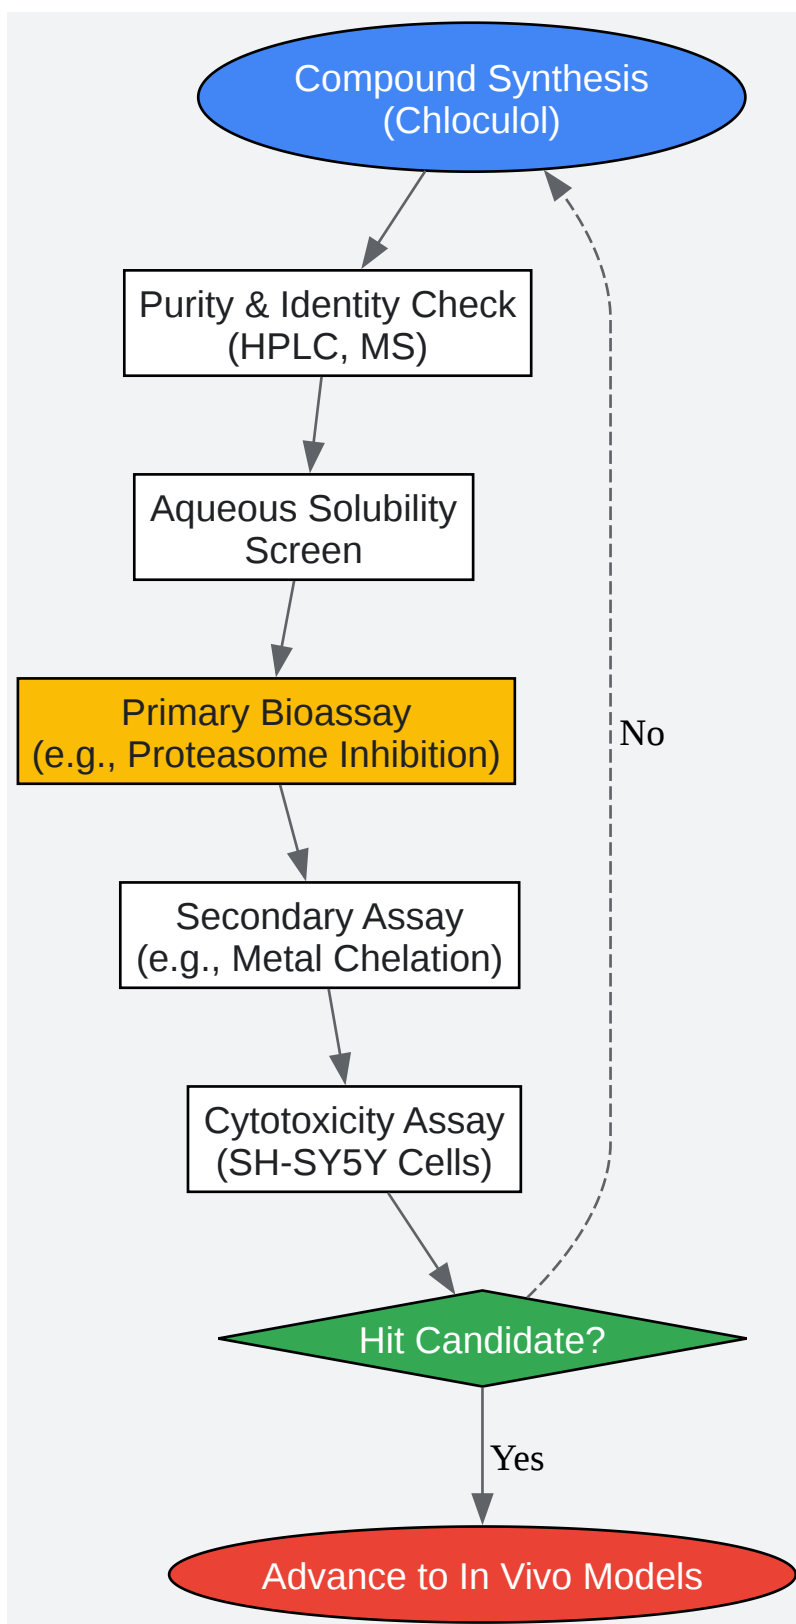 Compound Synthesis
(Chloculol)
Purity & Identity Check
(HPLC, MS)
Aqueous Solubility
Screen
Primary Bioassay
(e.g., Proteasome Inhibition)
No
Secondary Assay
(e.g., Metal Chelation)
Cytotoxicity Assay
(SH-SY5Y Cells)
Hit Candidate?
Yes
Advance to In Vivo Models